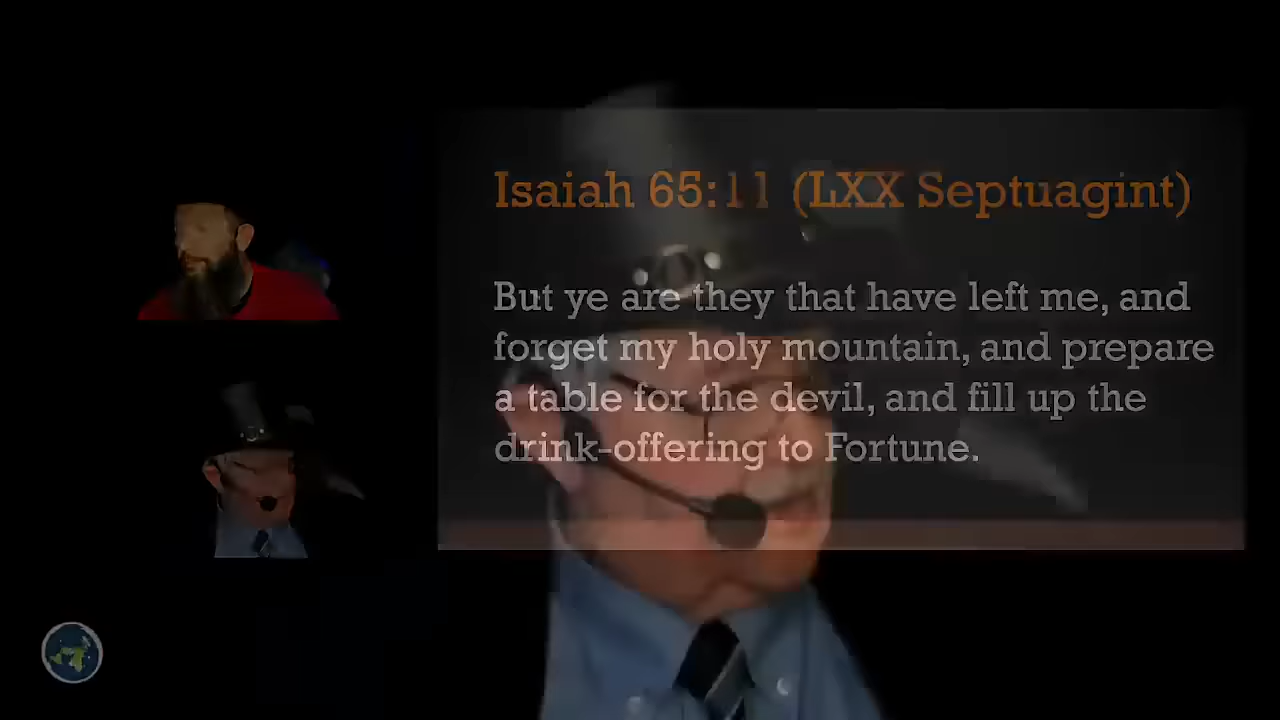 Isaiah 65:11 (LXX Septuagint)
But ye are they that have left me, and
forget my holy mountain, and prepare
a table for the devil, and fill up the
drink-offering to Fortune.